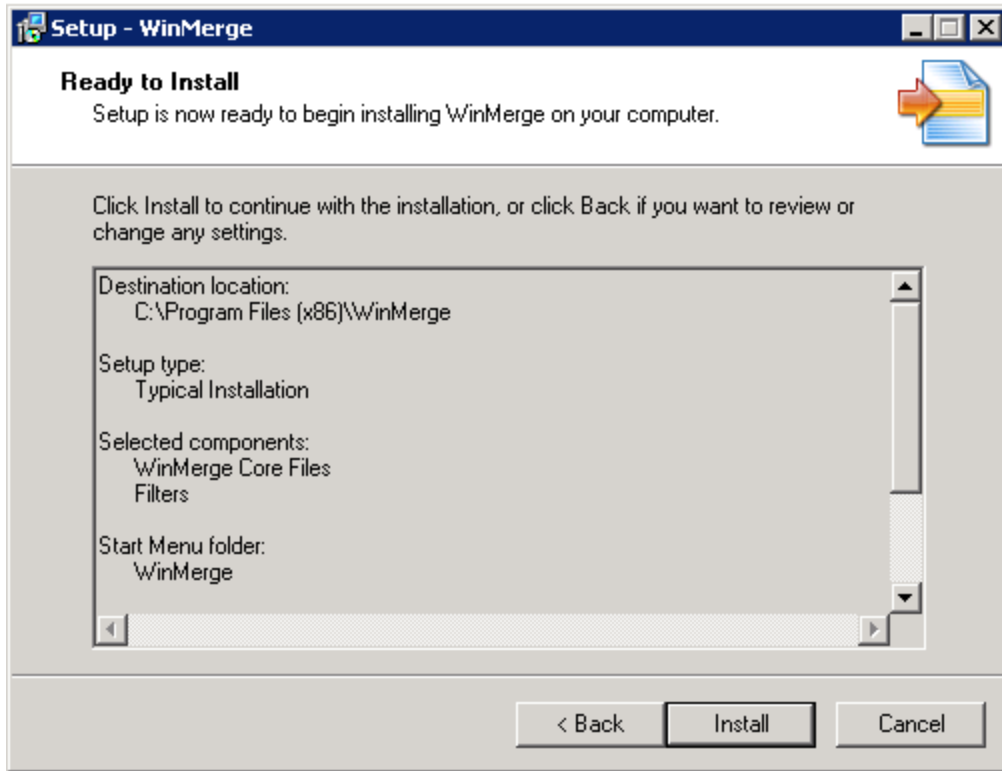 Setup - WinMerge
Ready to Install
Setup is now ready to begin installing WinMerge on your computer.
Click Install to continue with the installation, or click Back if you want to review or
change any settings.
Destination location:
C:\Program Files (x86)\WinMerge
Setup type:
Typical Installation
Selected components:
WinMerge Core Files
Filters
Start Menu folder:
WinMerge
< Back
Install
Cancel